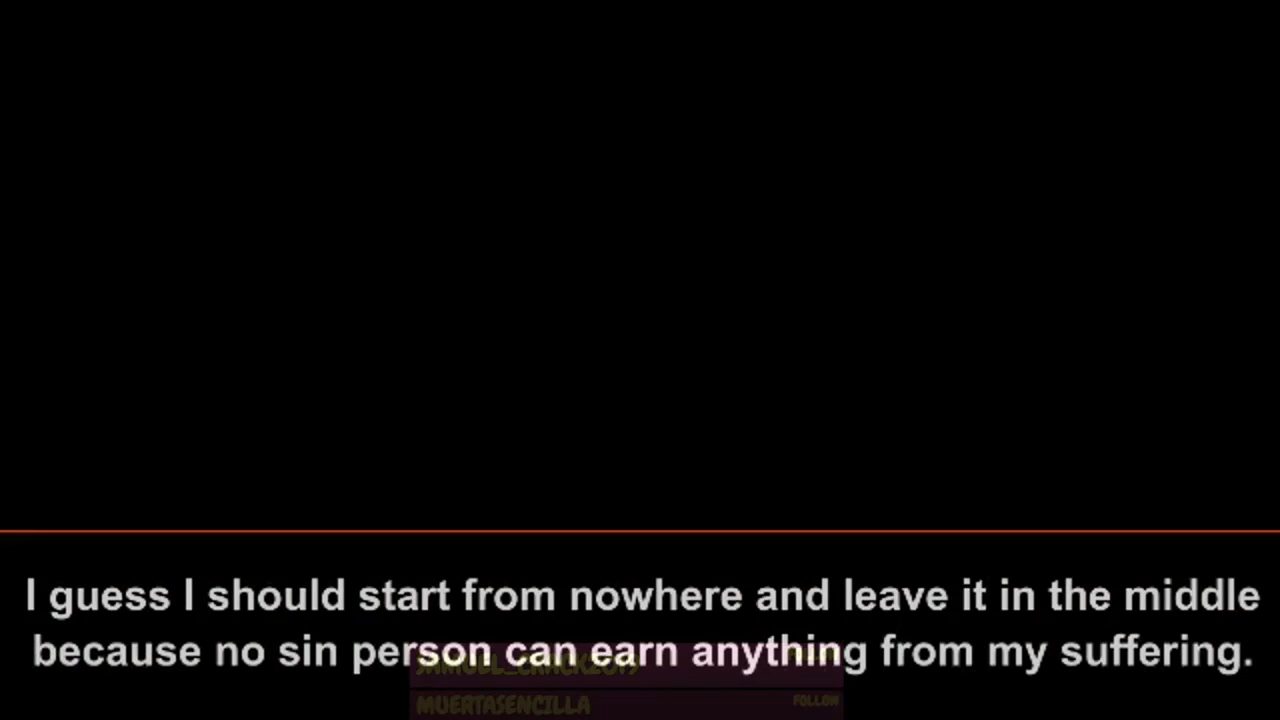 I guess I should start from nowhere and leave it in the middle
because no sin person can earn anything from my suffering.
MUERTASENCILLA
FOLLOW